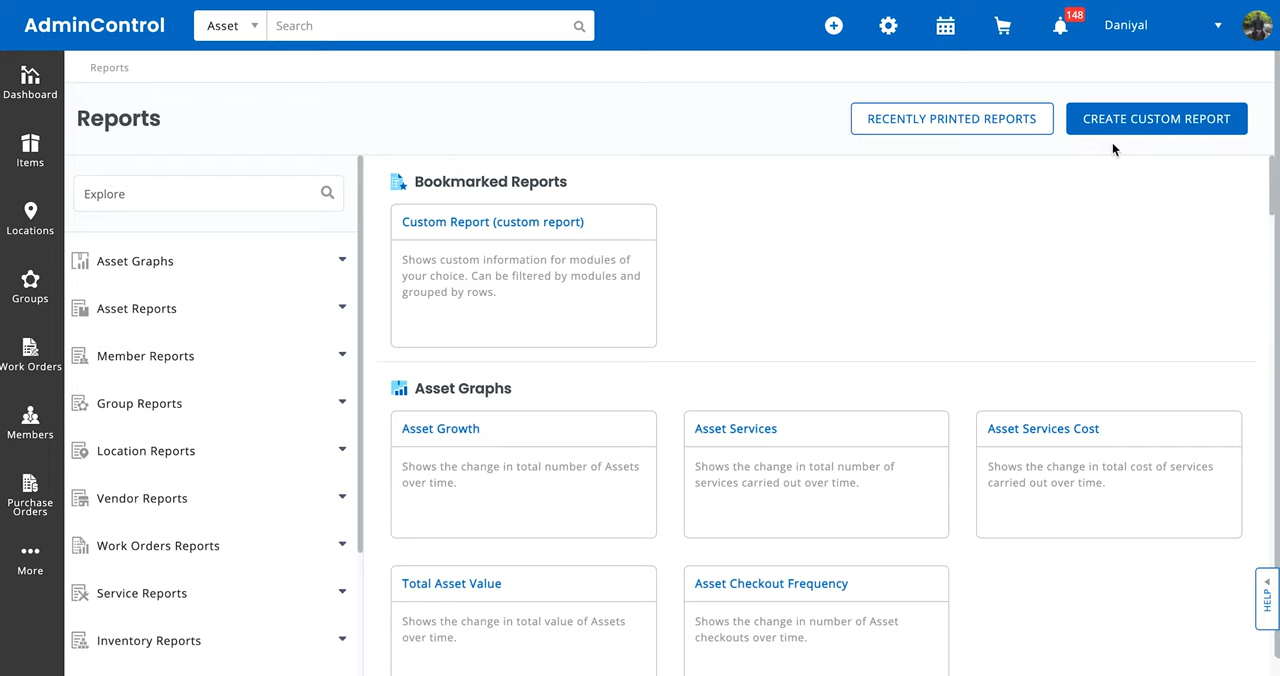 AdminControl
Asset
Search
148
Daniyal
Dashboard
Items
Locations
Groups
Work Orders
Members
Purchase
Orders
More
Reports
Reports
RECENTLY PRINTED REPORTS
CREATE CUSTOM REPORT
Explore
Asset Graphs
Asset Reports
Member Reports
Group Reports
Location Reports
Vendor Reports
Work Orders Reports
Service Reports
Inventory Reports
Bookmarked Reports
Custom Report (custom report)
Shows custom information for modules of
your choice. Can be filtered by modules and
grouped by rows.
Asset Graphs
Asset Growth
Shows the change in total number of Assets
over time.
Asset Services
Shows the change in total number of
services carried out over time.
Asset Services Cost
Shows the change in total cost of services
carried out over time.
Total Asset Value
Shows the change in total value of Assets
over time.
Asset Checkout Frequency
Shows the change in number of Asset
checkouts over time.
HELP